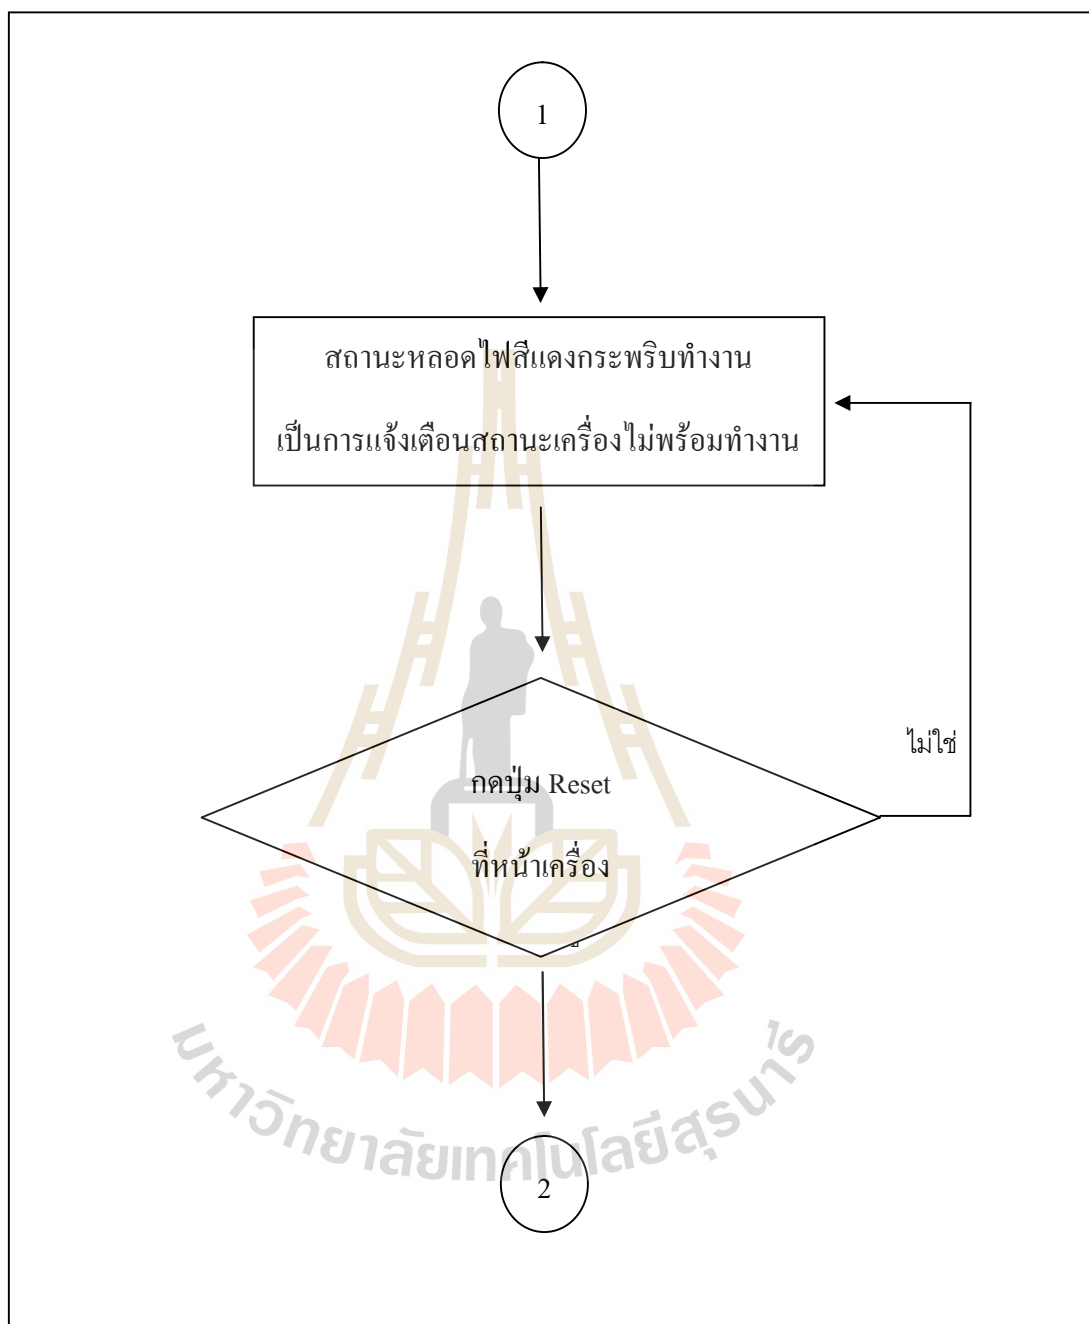 1
สถานะหลอดไฟสีแดงกระพริบทำงาน
เป็นการแจ้งเตือนสถานะเครื่องไม่พร้อมทำงาน
ไม่ใช่
กดปุ่ม Reset
ที่หน้าเครื่อง
มหาวิทยาลัยเทคโนโลยีสุรนารี
2